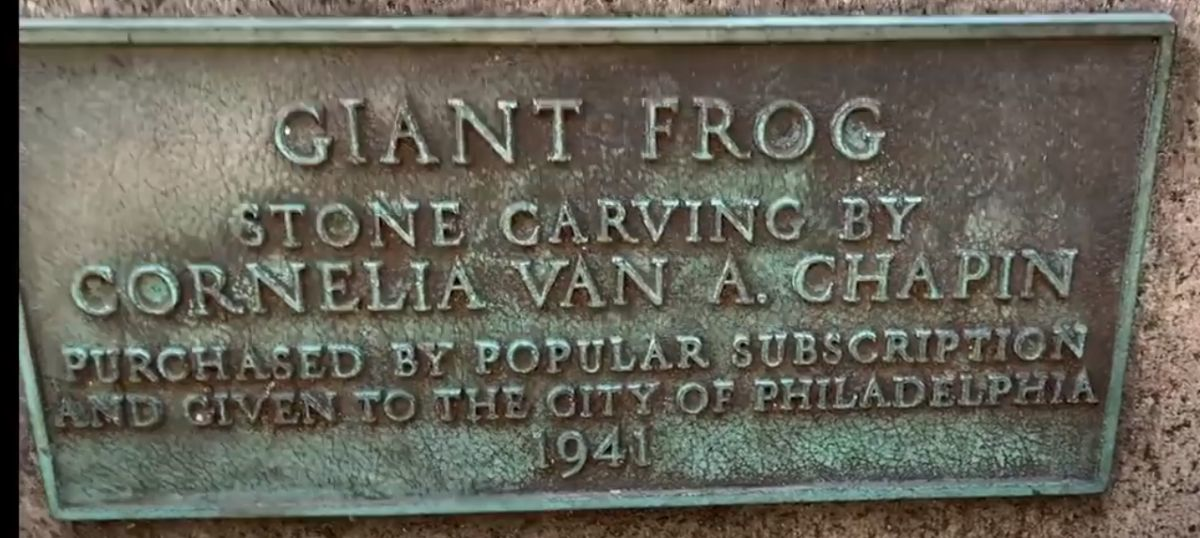 GIANT FROG
STONE CARVING BY
CORNELIA VAN A. CHAPIN
PURCHASED BY POPULAR SUBSCRIPTION
AND GIVEN TO THE CITY OF PHILADELPHIA
1941